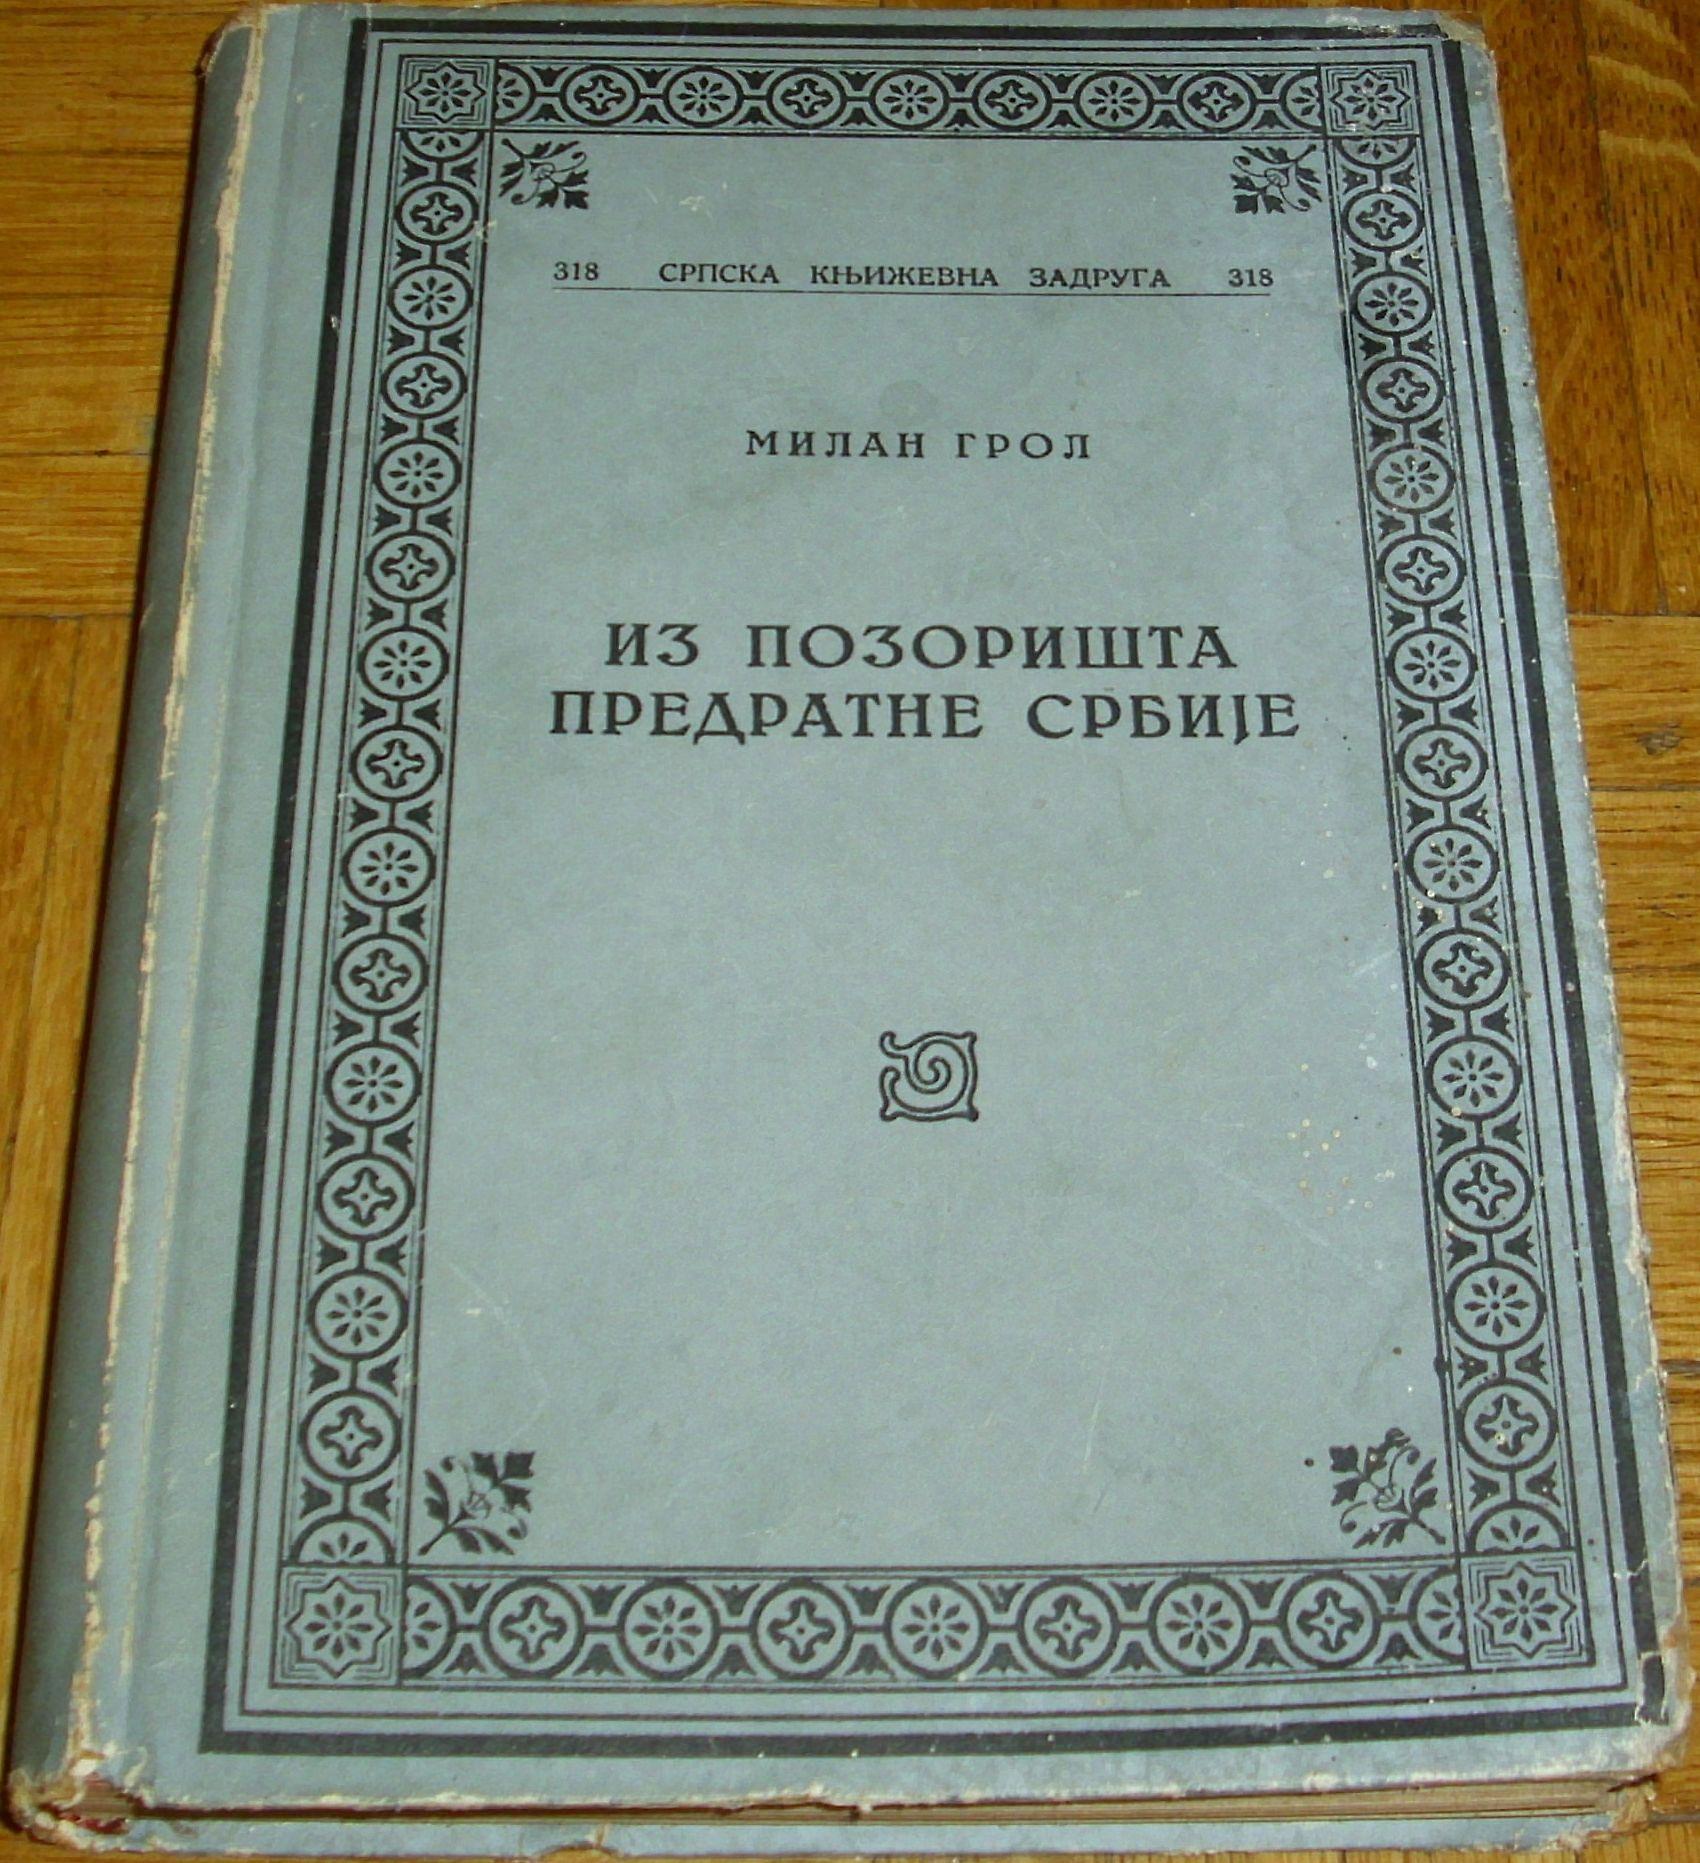 318 СРПСКА КЊИЖЕВНА ЗАДРУГА 318
МИЛАН ГРОЛ
ИЗ ПОЗОРИШТА
ПРЕДРАТНЕ СРБИЈЕ